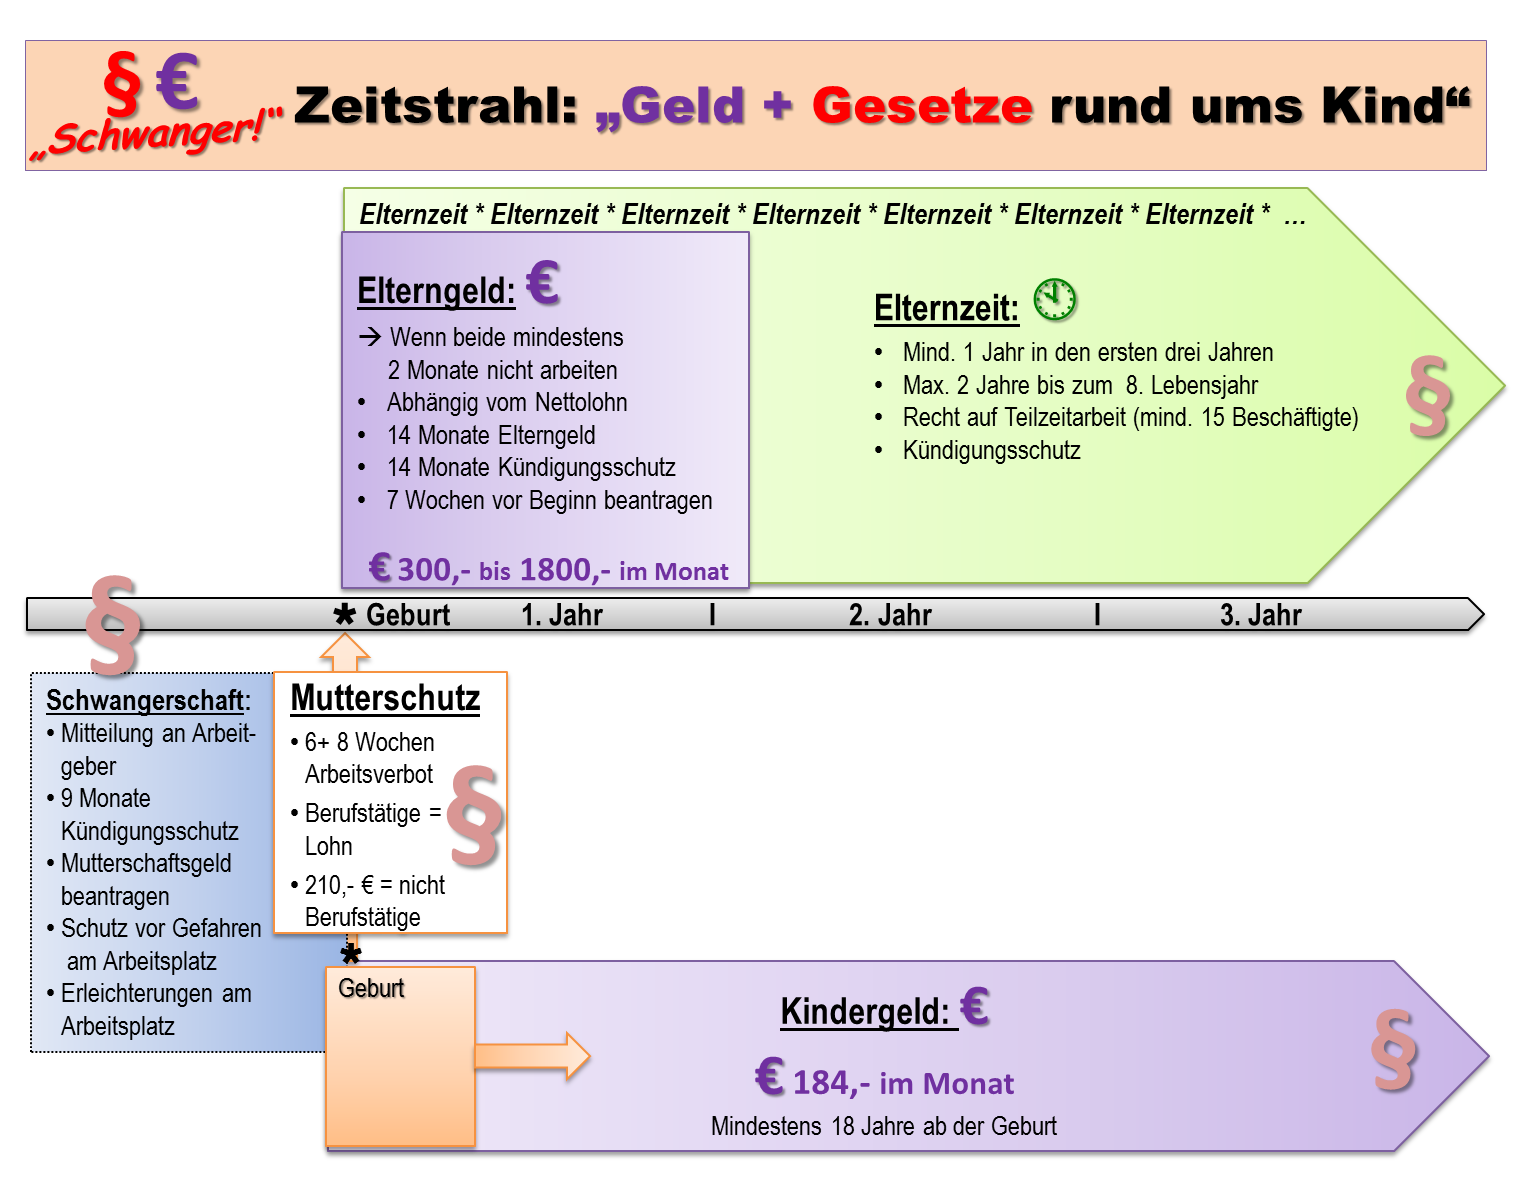 § €
„Schwanger!“
Zeitstrahl: „Geld + Gesetze rund ums Kind“
Elternzeit * Elternzeit * Elternzeit * Elternzeit * Elternzeit * Elternzeit * Elternzeit * …
Elterngeld: €
→ Wenn beide mindestens
2 Monate nicht arbeiten
• Abhängig vom Nettolohn
• 14 Monate Elterngeld
• 14 Monate Kündigungsschutz
• 7 Wochen vor Beginn beantragen
€ 300,- bis 1800,- im Monat
Elternzeit:
• Mind. 1 Jahr in den ersten drei Jahren
• Max. 2 Jahre bis zum 8. Lebensjahr
• Recht auf Teilzeitarbeit (mind. 15 Beschäftigte)
• Kündigungsschutz
§
§
* Geburt 1. Jahr I 2. Jahr I 3. Jahr
Schwangerschaft:
• Mitteilung an Arbeit-
geber
• 9 Monate
Kündigungsschutz
• Mutterschaftsgeld
beantragen
• Schutz vor Gefahren
am Arbeitsplatz
• Erleichterungen am
Arbeitsplatz
Mutterschutz
• 6+ 8 Wochen
Arbeitsverbot
• Berufstätige =
Lohn
• 210,- € = nicht
Berufstätige
§
*
Geburt
Kindergeld: €
€ 184,- im Monat
Mindestens 18 Jahre ab der Geburt
§